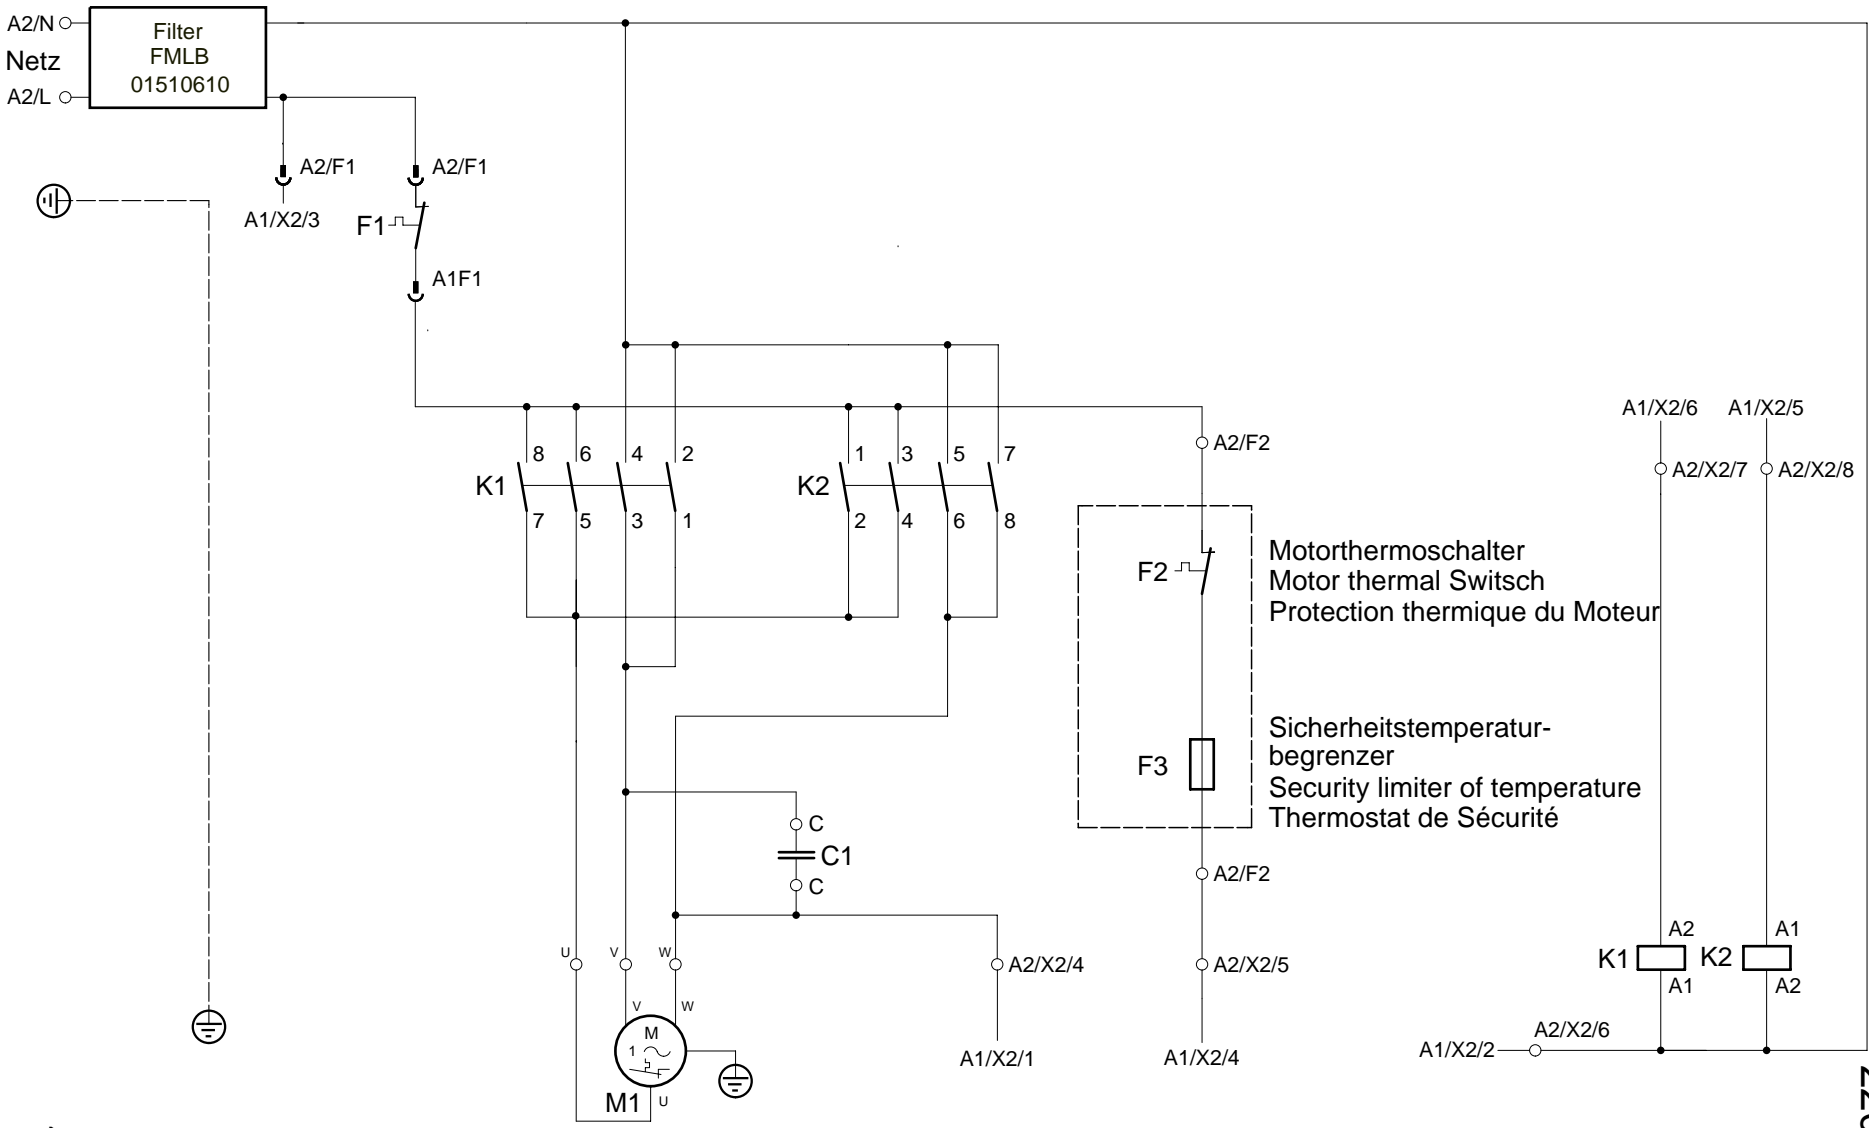 A2/N
Netz
A2/L
Filter
FMLB
01510610
A2/F1
A2/F1
A1/X2/3
F1
A1F1
8 6 4 2
K1
7 5 3 1
1 3 5 7
K2
2 4 6 8
A2/F2
A1/X2/6 A1/X2/5
A2/X2/7 A2/X2/8
F2
Motorthermoschalter
Motor thermal Switsch
Protection thermique du Moteur
F3
Sicherheitstemperatur-
begrenzer
Security limiter of temperature
Thermostat de Sécurité
C
C1
C
A2/F2
U V W
A2/X2/4
A2/X2/5
V W
M
1
M1
U
A1/X2/1
A1/X2/4
A2 A1
K1 K2
A1 A2
A2/X2/6
A1/X2/2